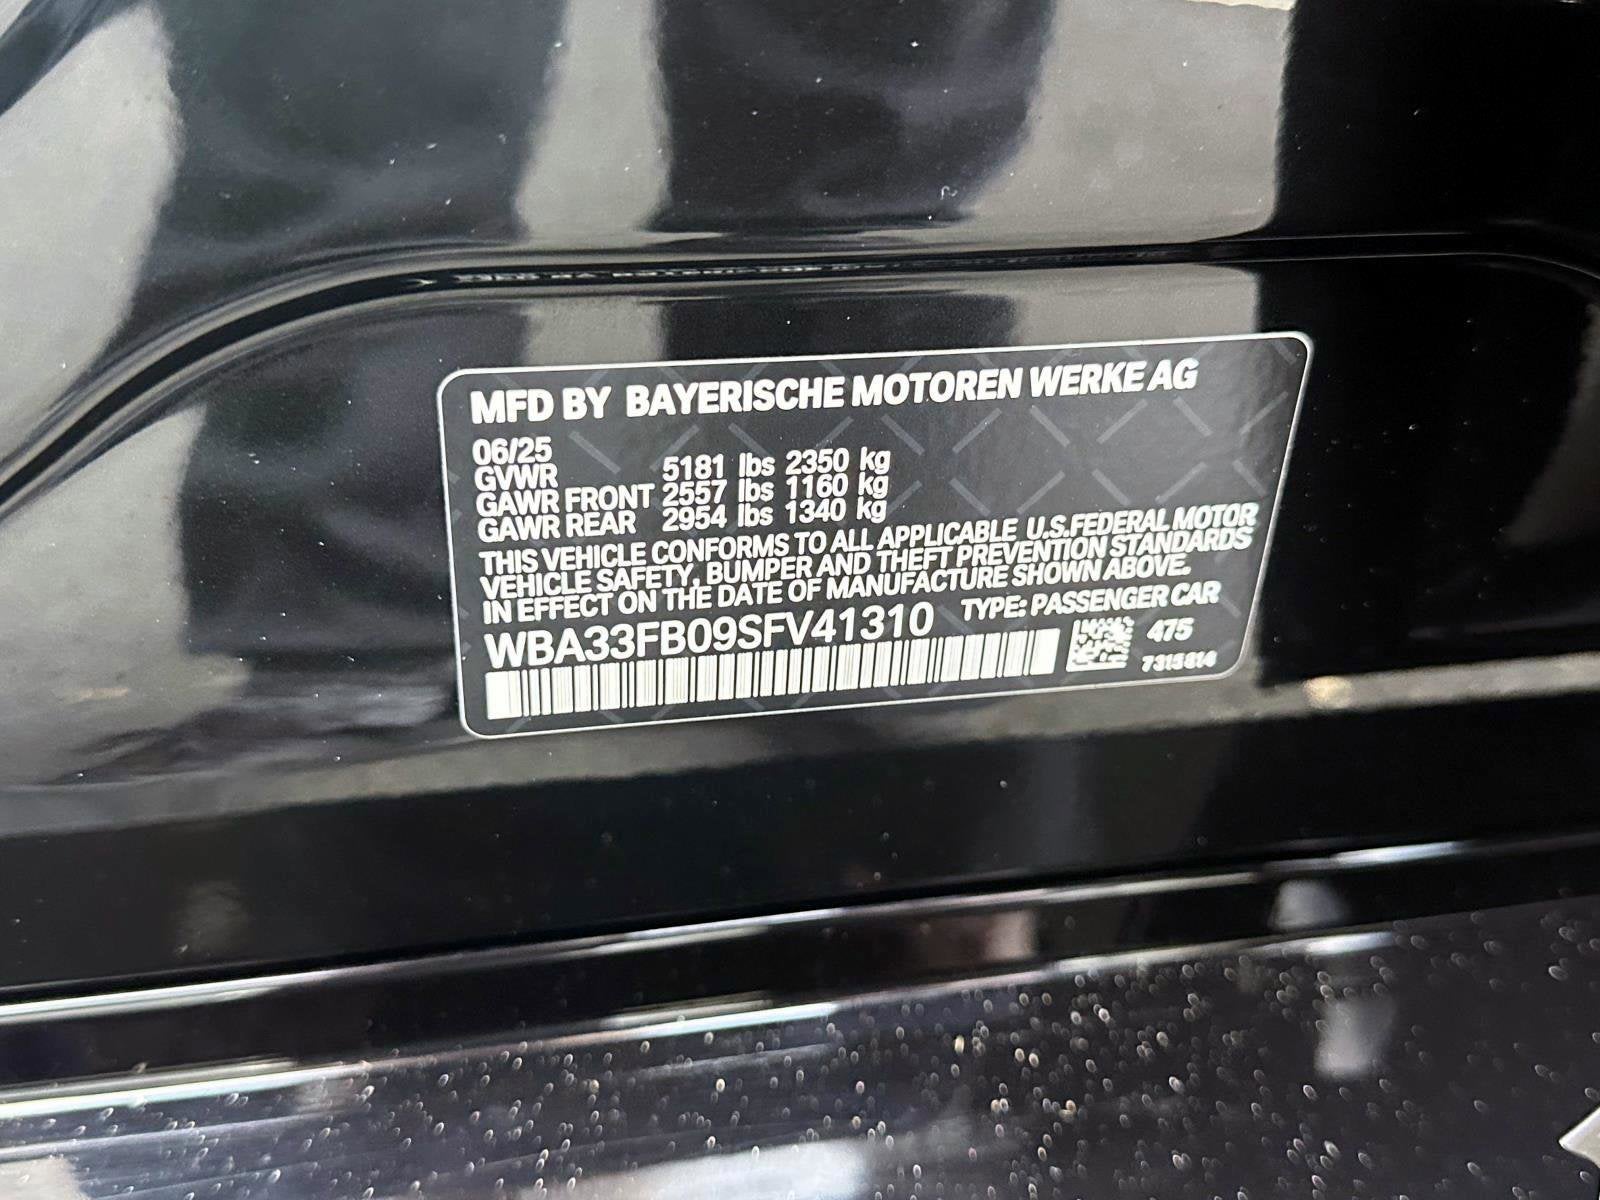 MFD BY BAYERISCHE MOTOREN WERKE AG
06/25
GVWR 5181 lbs 2350 kg
GAWR FRONT 2557 lbs 1160 kg
GAWR REAR 2954 lbs 1340 kg
THIS VEHICLE CONFORMS TO ALL APPLICABLE U.S.FEDERAL MOTOR
VEHICLE SAFETY, BUMPER AND THEFT PREVENTION STANDARDS
IN EFFECT ON THE DATE OF MANUFACTURE SHOWN ABOVE.
WBA33FB09SFV41310 TYPE: PASSENGER CAR
475
7315814